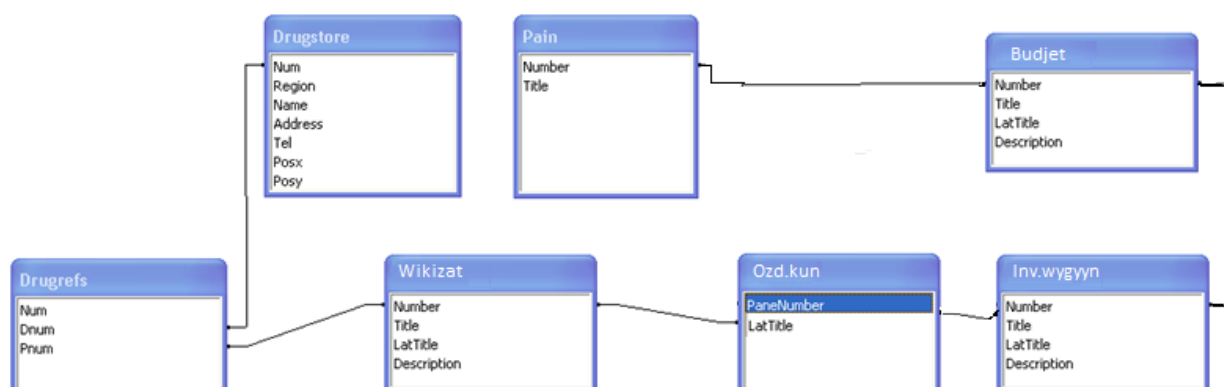 Drugstore
Num
Region
Name
Address
Tel
Posx
Posy
Pain
Number
Title
Budjet
Number
Title
LatTitle
Description
Drugrefs
Num
Dnum
Pnum
Wikizat
Number
Title
LatTitle
Description
Ozd.kun
PaneNumber
LatTitle
Inv.wygyyn
Number
Title
LatTitle
Description